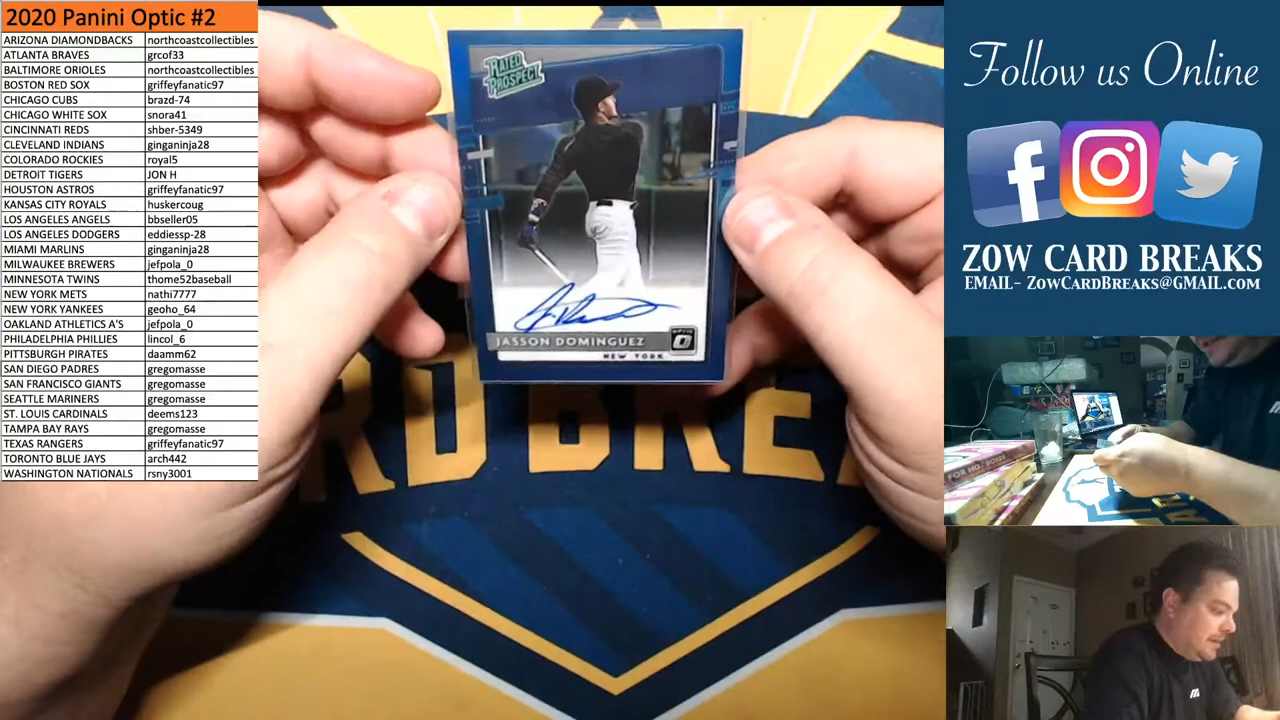 2020 Panini Optic #2
ARIZONA DIAMONDBACKS northcoastcollectibles
ATLANTA BRAVES grcof33
BALTIMORE ORIOLES northcoastcollectibles
BOSTON RED SOX griffeyfanatic97
CHICAGO CUBS brazd-74
CHICAGO WHITE SOX snora41
CINCINNATI REDS shber-5349
CLEVELAND INDIANS ginganinja28
COLORADO ROCKIES royal5
DETROIT TIGERS JON H
HOUSTON ASTROS griffeyfanatic97
KANSAS CITY ROYALS huskercoug
LOS ANGELES ANGELS bbseller05
LOS ANGELES DODGERS eddiessp-28
MIAMI MARLINS ginganinja28
MILWAUKEE BREWERS jefpola_0
MINNESOTA TWINS thome52baseball
NEW YORK METS nathi7777
NEW YORK YANKEES geoho_64
OAKLAND ATHLETICS A'S jefpola_0
PHILADELPHIA PHILLIES lincol_6
PITTSBURGH PIRATES daamm62
SAN DIEGO PADRES gregomasse
SAN FRANCISCO GIANTS gregomasse
SEATTLE MARINERS gregomasse
ST. LOUIS CARDINALS deems123
TAMPA BAY RAYS gregomasse
TEXAS RANGERS griffeyfanatic97
TORONTO BLUE JAYS arch442
WASHINGTON NATIONALS rsny3001
RATED PROSPECT
JASSON DOMINGUEZ
OPTIC
NEW YORK
RD BRE
Follow us Online
ZOW CARD BREAKS
EMAIL- ZOWCARDBREAKS@GMAIL.COM